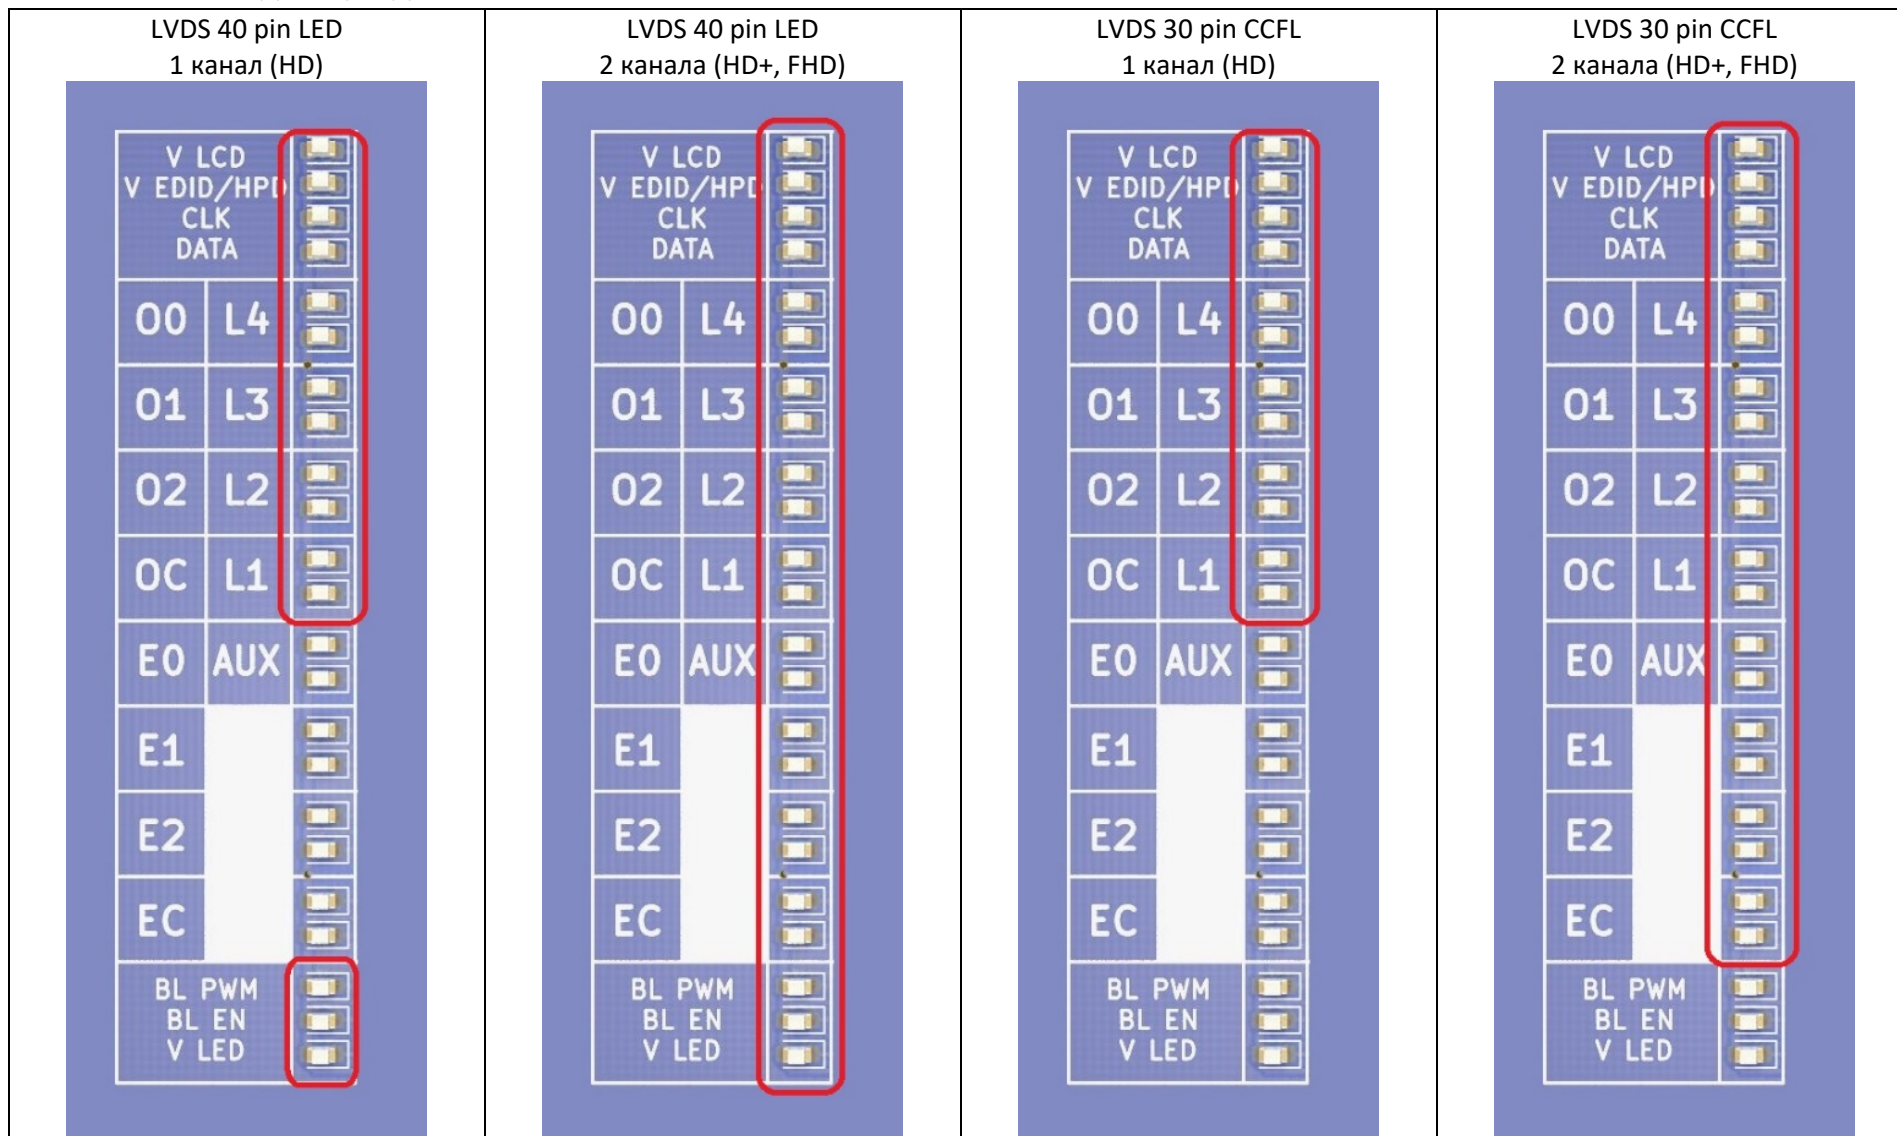 LVDS 40 pin LED
1 канал (HD)
V LCD
V EDID/HPD
CLK
DATA
O0 L4
O1 L3
O2 L2
OC L1
E0 AUX
E1
E2
EC
BL PWM
BL EN
V LED
LVDS 40 pin LED
2 канала (HD+, FHD)
V LCD
V EDID/HPD
CLK
DATA
O0 L4
O1 L3
O2 L2
OC L1
E0 AUX
E1
E2
EC
BL PWM
BL EN
V LED
LVDS 30 pin CCFL
1 канал (HD)
V LCD
V EDID/HPD
CLK
DATA
O0 L4
O1 L3
O2 L2
OC L1
E0 AUX
E1
E2
EC
BL PWM
BL EN
V LED
LVDS 30 pin CCFL
2 канала (HD+, FHD)
V LCD
V EDID/HPD
CLK
DATA
O0 L4
O1 L3
O2 L2
OC L1
E0 AUX
E1
E2
EC
BL PWM
BL EN
V LED